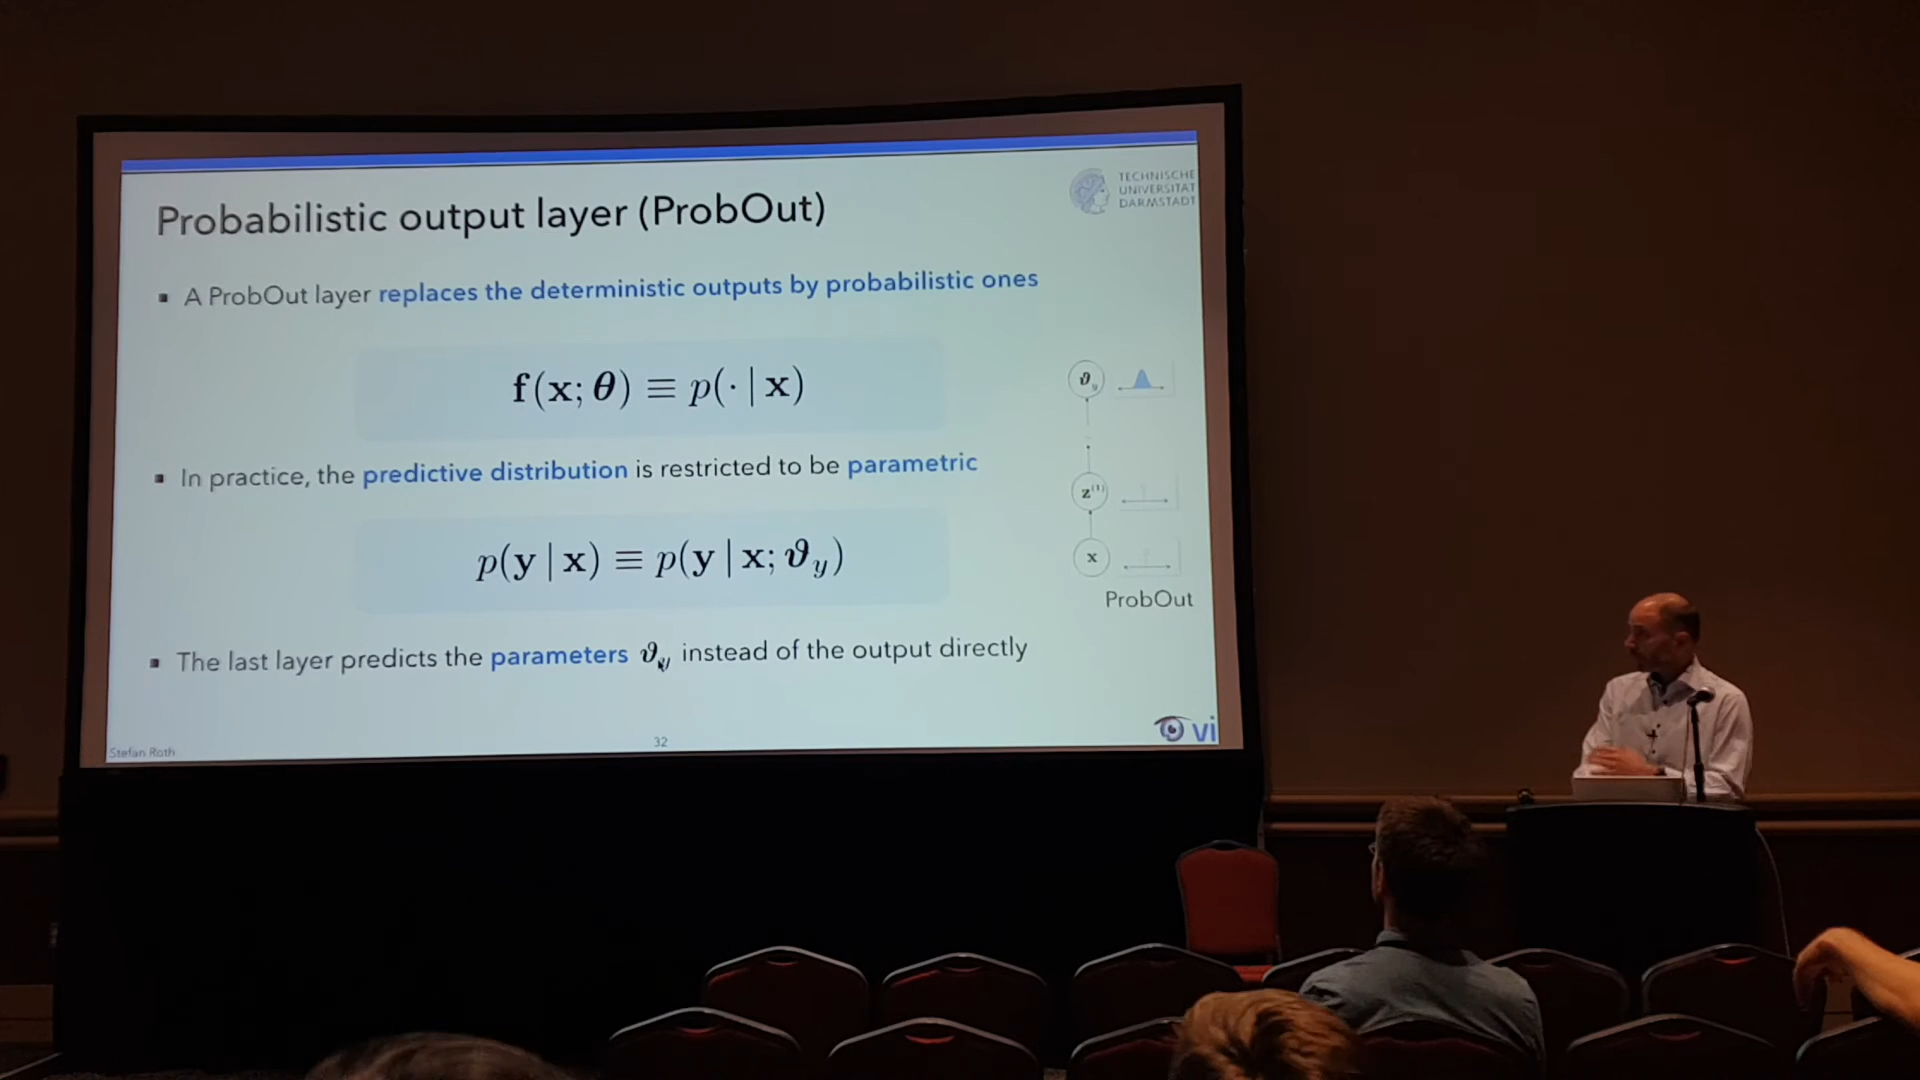 Probabilistic output layer (ProbOut)
TECHNISCHE
UNIVERSITÄT
DARMSTADT
▪ A ProbOut layer replaces the deterministic outputs by probabilistic ones
f(x; θ) ≡ p(· | x)
▪ In practice, the predictive distribution is restricted to be parametric
p(y | x) ≡ p(y | x; ϑ_y)
▪ The last layer predicts the parameters ϑ_y instead of the output directly
ϑ_y
z⁽¹⁾
x
ProbOut
Stefan Roth
32
vi